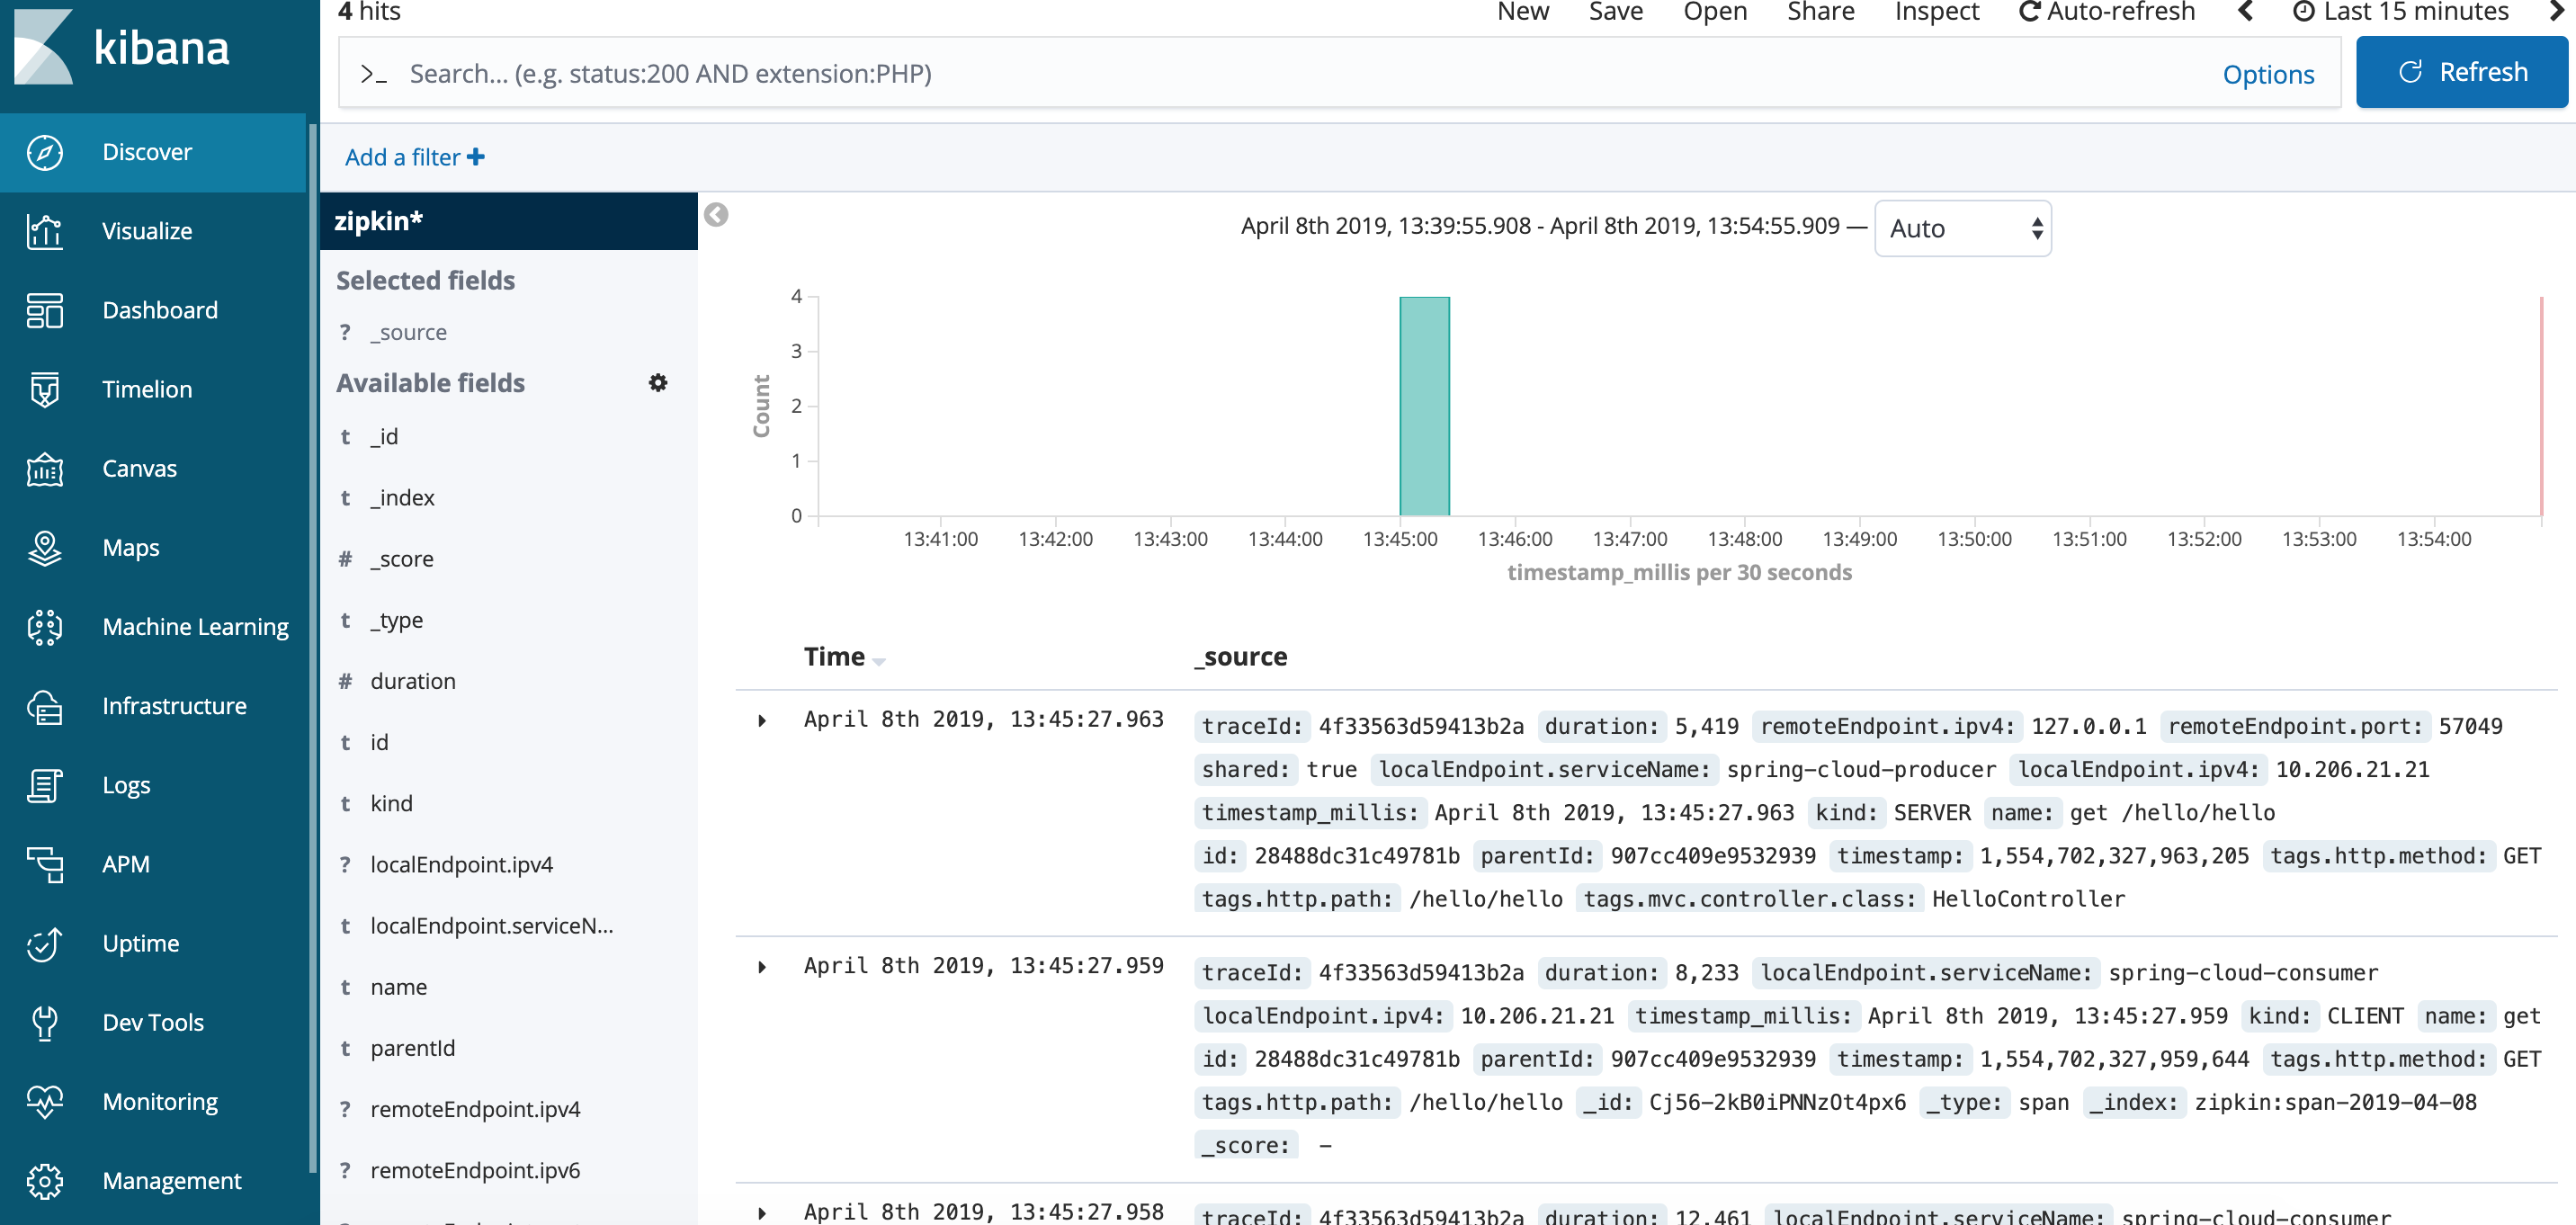 kibana
Discover
Visualize
Dashboard
Timelion
Canvas
Maps
Machine Learning
Infrastructure
Logs
APM
Uptime
Dev Tools
Monitoring
Management
4 hits
New Save Open Share Inspect Auto-refresh Last 15 minutes
>_ Search... (e.g. status:200 AND extension:PHP) Options Refresh
Add a filter +
zipkin*
Selected fields
? _source
Available fields
t _id
t _index
# _score
t _type
# duration
t id
t kind
? localEndpoint.ipv4
t localEndpoint.serviceN...
t name
t parentId
? remoteEndpoint.ipv4
? remoteEndpoint.ipv6
April 8th 2019, 13:39:55.908 - April 8th 2019, 13:54:55.909 — Auto
4
3
2
1
0
Count
13:41:00 13:42:00 13:43:00 13:44:00 13:45:00 13:46:00 13:47:00 13:48:00 13:49:00 13:50:00 13:51:00 13:52:00 13:53:00 13:54:00
timestamp_millis per 30 seconds
Time _source
April 8th 2019, 13:45:27.963 traceId: 4f33563d59413b2a duration: 5,419 remoteEndpoint.ipv4: 127.0.0.1 remoteEndpoint.port: 57049
shared: true localEndpoint.serviceName: spring-cloud-producer localEndpoint.ipv4: 10.206.21.21
timestamp_millis: April 8th 2019, 13:45:27.963 kind: SERVER name: get /hello/hello
id: 28488dc31c49781b parentId: 907cc409e9532939 timestamp: 1,554,702,327,963,205 tags.http.method: GET
tags.http.path: /hello/hello tags.mvc.controller.class: HelloController
April 8th 2019, 13:45:27.959 traceId: 4f33563d59413b2a duration: 8,233 localEndpoint.serviceName: spring-cloud-consumer
localEndpoint.ipv4: 10.206.21.21 timestamp_millis: April 8th 2019, 13:45:27.959 kind: CLIENT name: get
id: 28488dc31c49781b parentId: 907cc409e9532939 timestamp: 1,554,702,327,959,644 tags.http.method: GET
tags.http.path: /hello/hello _id: Cj56-2kB0iPNNzOt4px6 _type: span _index: zipkin:span-2019-04-08
_score: -
April 8th 2019, 13:45:27.958 traceId: 4f33563d59413b2a duration: 12,461 localEndpoint.serviceName: spring-cloud-consumer